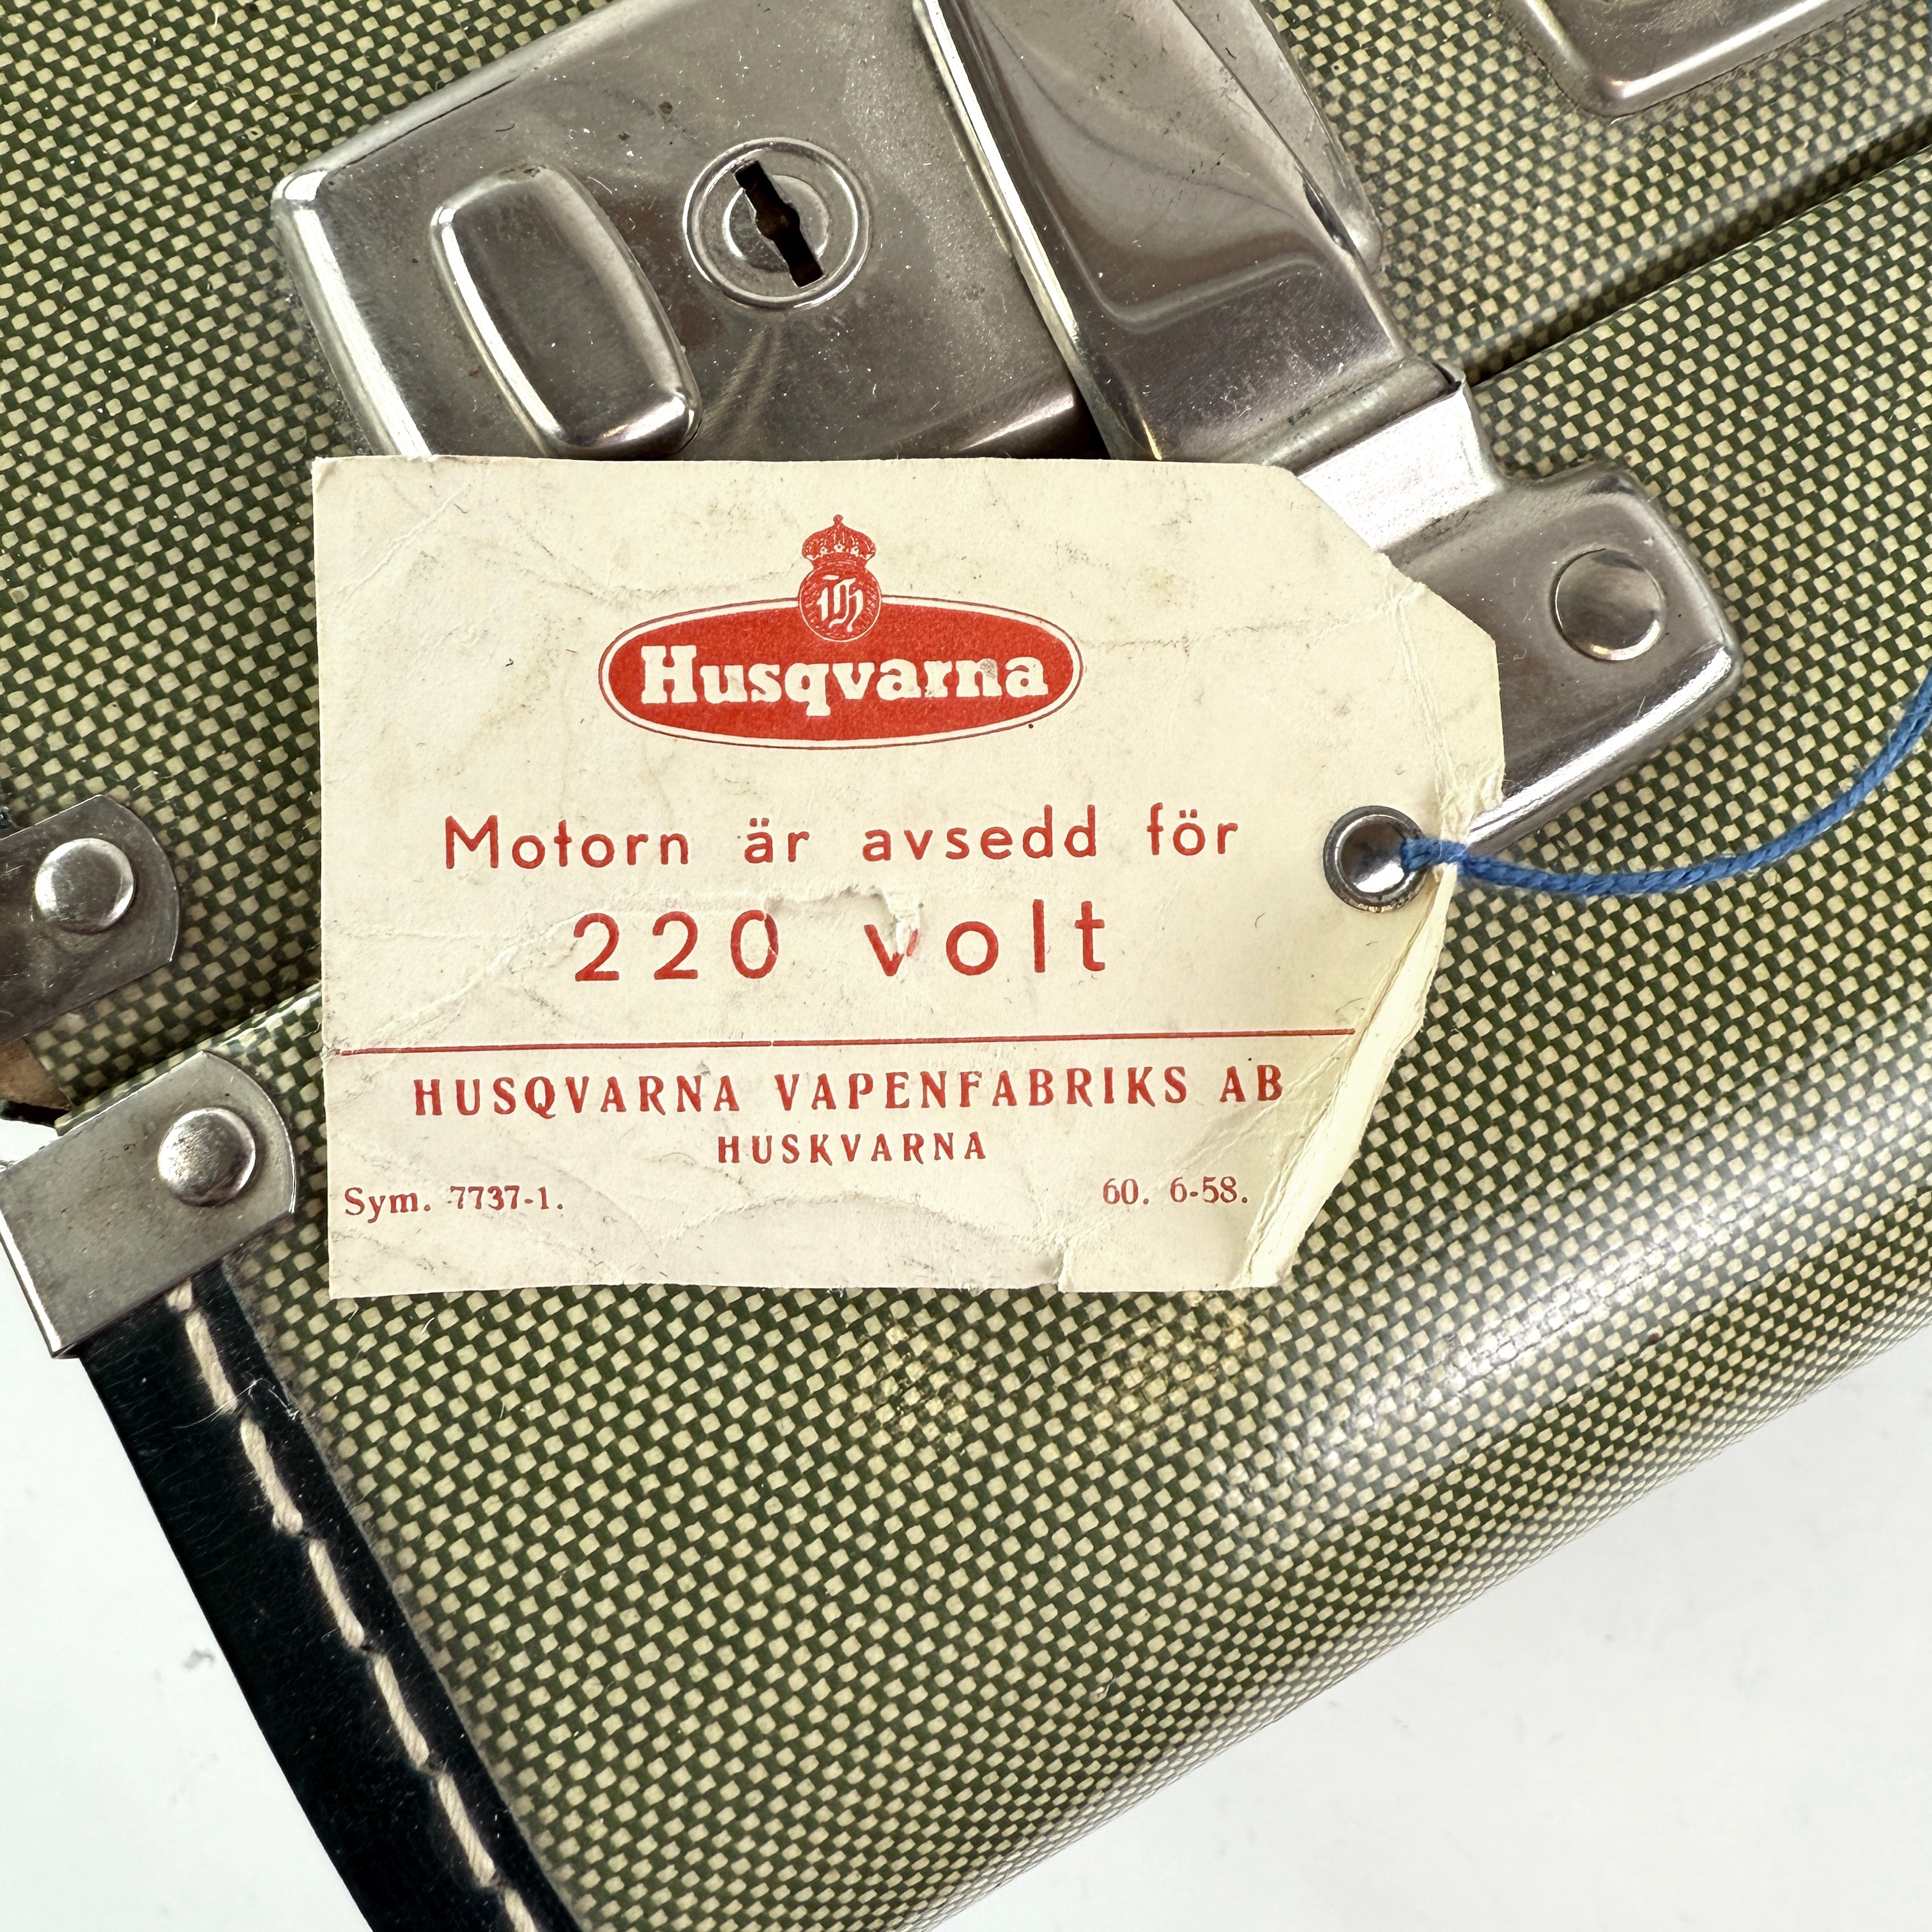 H
Husqvarna
Motorn är avsedd för
220 volt
HUSQVARNA VAPENFABRIKS AB
HUSKVARNA
Sym. 7737-1. 60. 6-58.